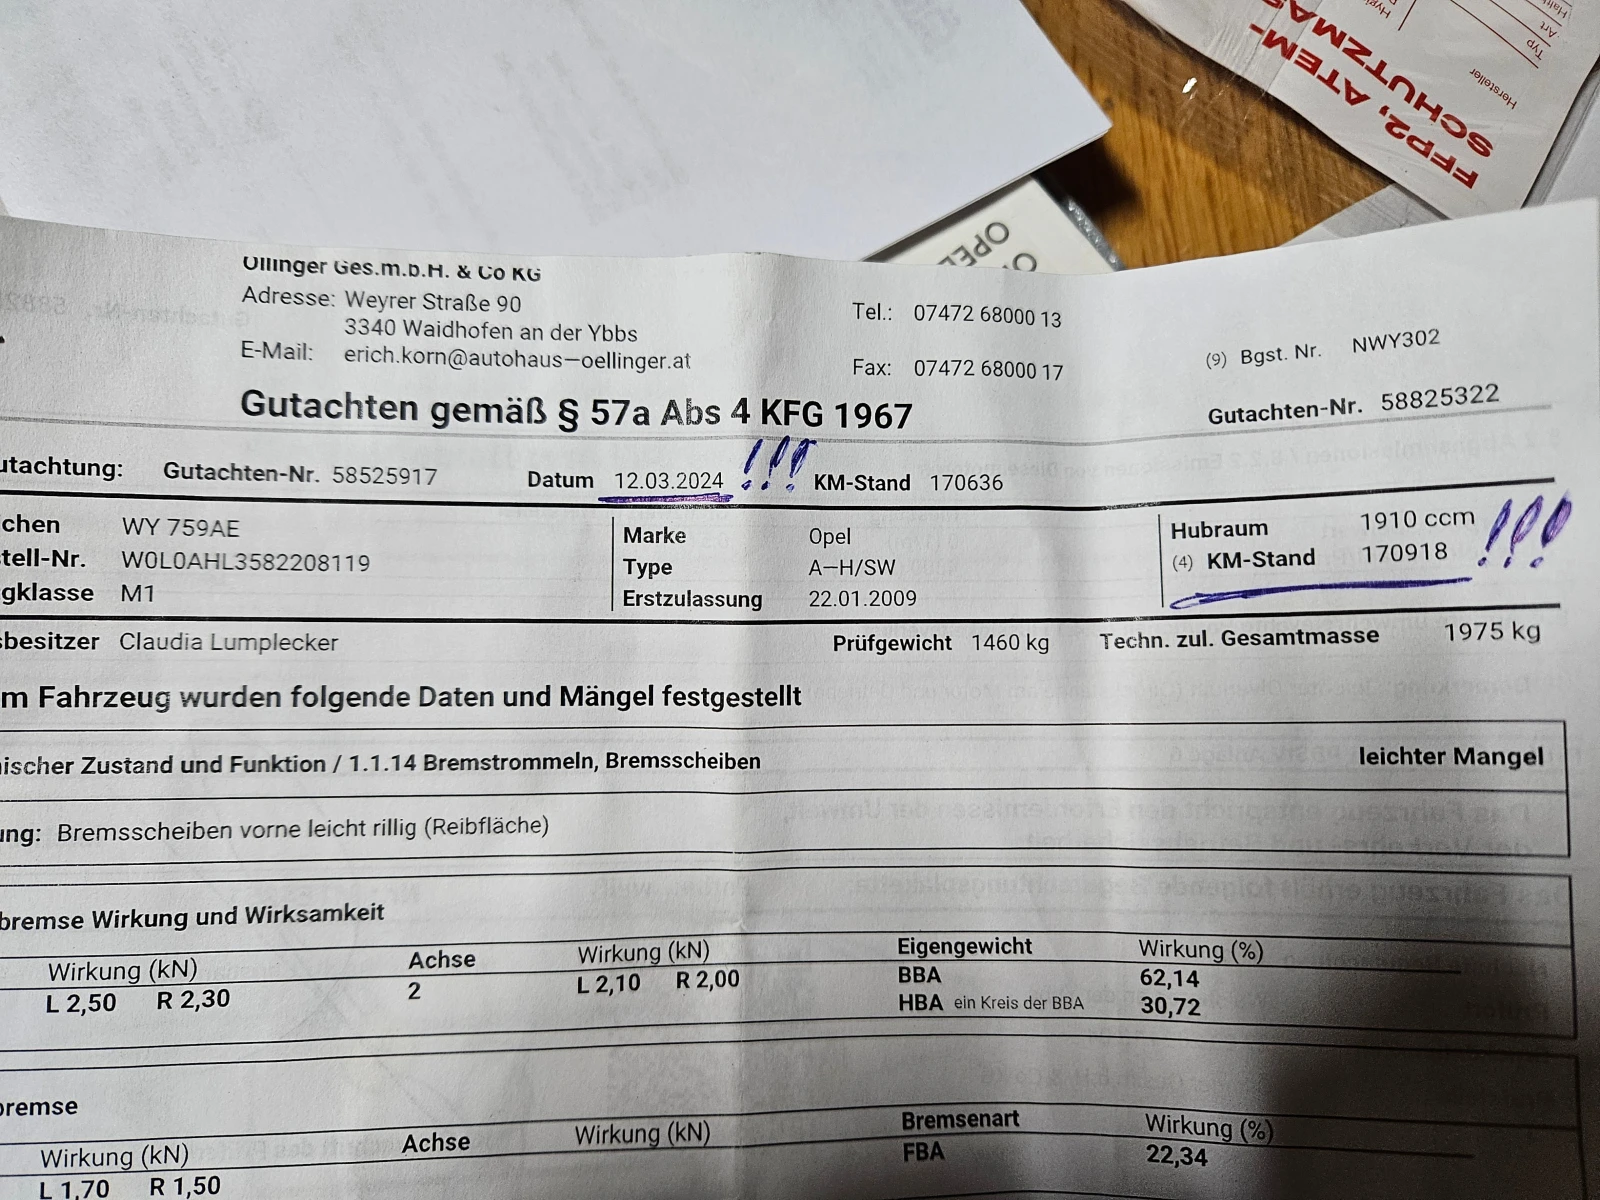 FFP2, ATEM-
SCHUTZMAS
Hersteller
Typ
Art
OPEL
Öllinger Ges.m.b.H. & Co KG
Adresse: Weyrer Straße 90
3340 Waidhofen an der Ybbs
E-Mail: erich.korn@autohaus-oellinger.at
Tel.: 07472 68000 13
Fax: 07472 68000 17
(9) Bgst. Nr. NWY302
Gutachten gemäß § 57a Abs 4 KFG 1967
Gutachten-Nr. 58825322
utachtung: Gutachten-Nr. 58525917 Datum 12.03.2024 !!! KM-Stand 170636
chen WY 759AE Marke Opel Hubraum 1910 ccm !!!
tell-Nr. W0L0AHL3582208119 Type A-H/SW (4) KM-Stand 170918
gklasse M1 Erstzulassung 22.01.2009
sbesitzer Claudia Lumplecker Prüfgewicht 1460 kg Techn. zul. Gesamtmasse 1975 kg
m Fahrzeug wurden folgende Daten und Mängel festgestellt
ischer Zustand und Funktion / 1.1.14 Bremstrommeln, Bremsscheiben leichter Mangel
ung: Bremsscheiben vorne leicht rillig (Reibfläche)
bremse Wirkung und Wirksamkeit
Wirkung (kN) Achse Wirkung (kN) Eigengewicht Wirkung (%)
L 2,50 R 2,30 2 L 2,10 R 2,00 BBA 62,14
HBA ein Kreis der BBA 30,72
bremse
Wirkung (kN) Achse Wirkung (kN) Bremsenart Wirkung (%)
L 1,70 R 1,50 FBA 22,34